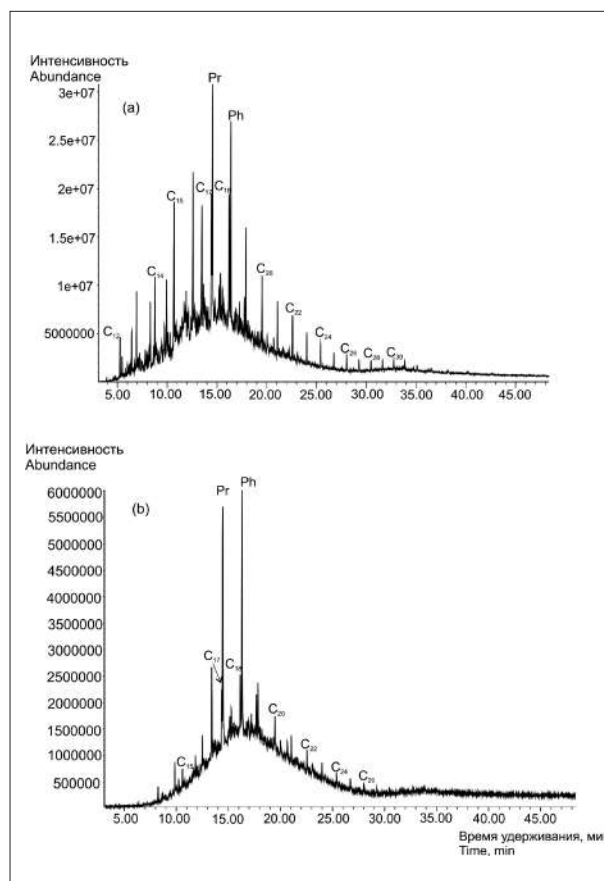 Интенсивность
Abundance
Pr
3e+07
(a)
Ph
2.5e+07
2e+07
C₁₅ C₁₇ C₁₈
1.5e+07
C₁₄ C₂₀
1e+07
C₂₂
5000000
C₁₂ C₂₄ C₂₆ C₂₈ C₃₀
5.00 10.00 15.00 20.00 25.00 30.00 35.00 40.00 45.00
Интенсивность
Abundance
Pr Ph
6000000
(b)
5500000
5000000
4500000
4000000
3500000
3000000
C₁₇ C₁₈
2500000
2000000
C₂₀
1500000
C₂₂
1000000
C₁₅ C₂₄
500000
5.00 10.00 15.00 20.00 25.00 30.00 35.00 40.00 45.00
Время удерживания, ми
Time, min